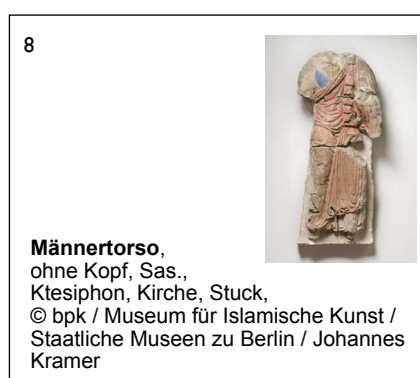 8
Männertorso,
ohne Kopf, Sas.,
Ktesiphon, Kirche, Stuck,
© bpk / Museum für Islamische Kunst /
Staatliche Museen zu Berlin / Johannes
Kramer